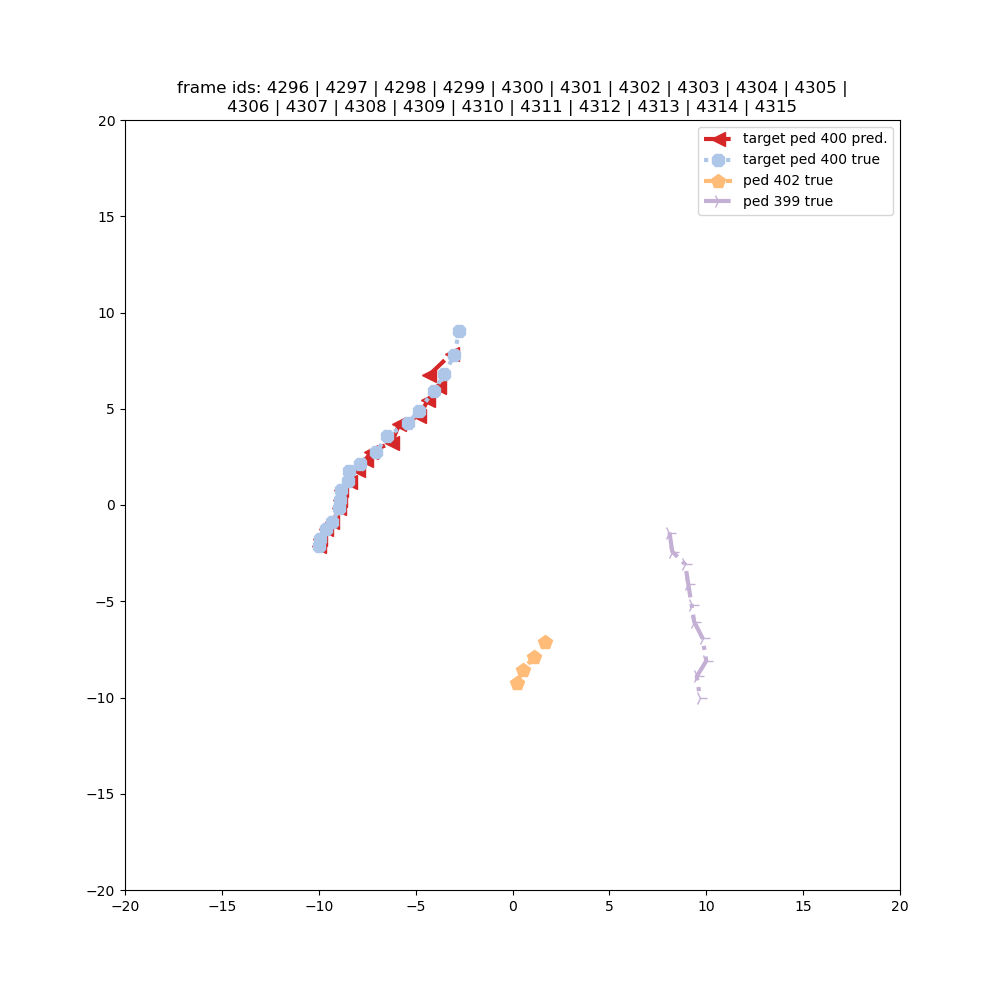 frame ids: 4296 | 4297 | 4298 | 4299 | 4300 | 4301 | 4302 | 4303 | 4304 | 4305 |
4306 | 4307 | 4308 | 4309 | 4310 | 4311 | 4312 | 4313 | 4314 | 4315
target ped 400 pred.
target ped 400 true
ped 402 true
ped 399 true
20
15
10
5
0
−5
−10
−15
−20
−20 −15 −10 −5 0 5 10 15 20